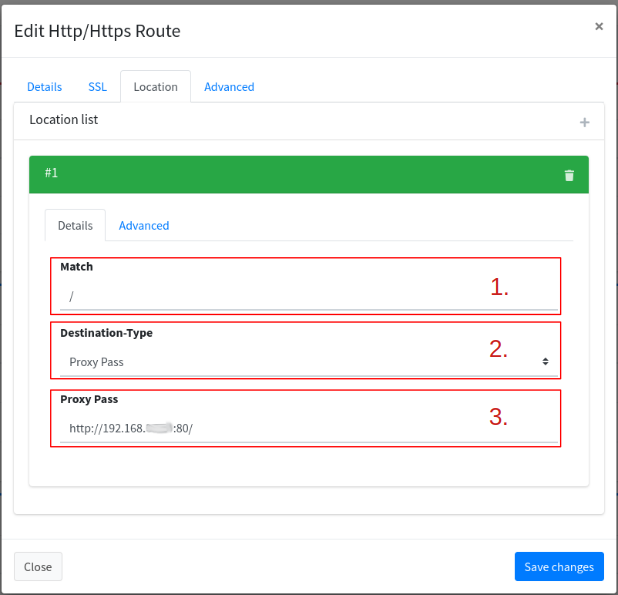 Edit Http/Https Route
×
Details SSL Location Advanced
Location list +
#1
Details Advanced
Match
/
1.
Destination-Type
Proxy Pass
2.
Proxy Pass
http://192.168. :80/
3.
Close Save changes